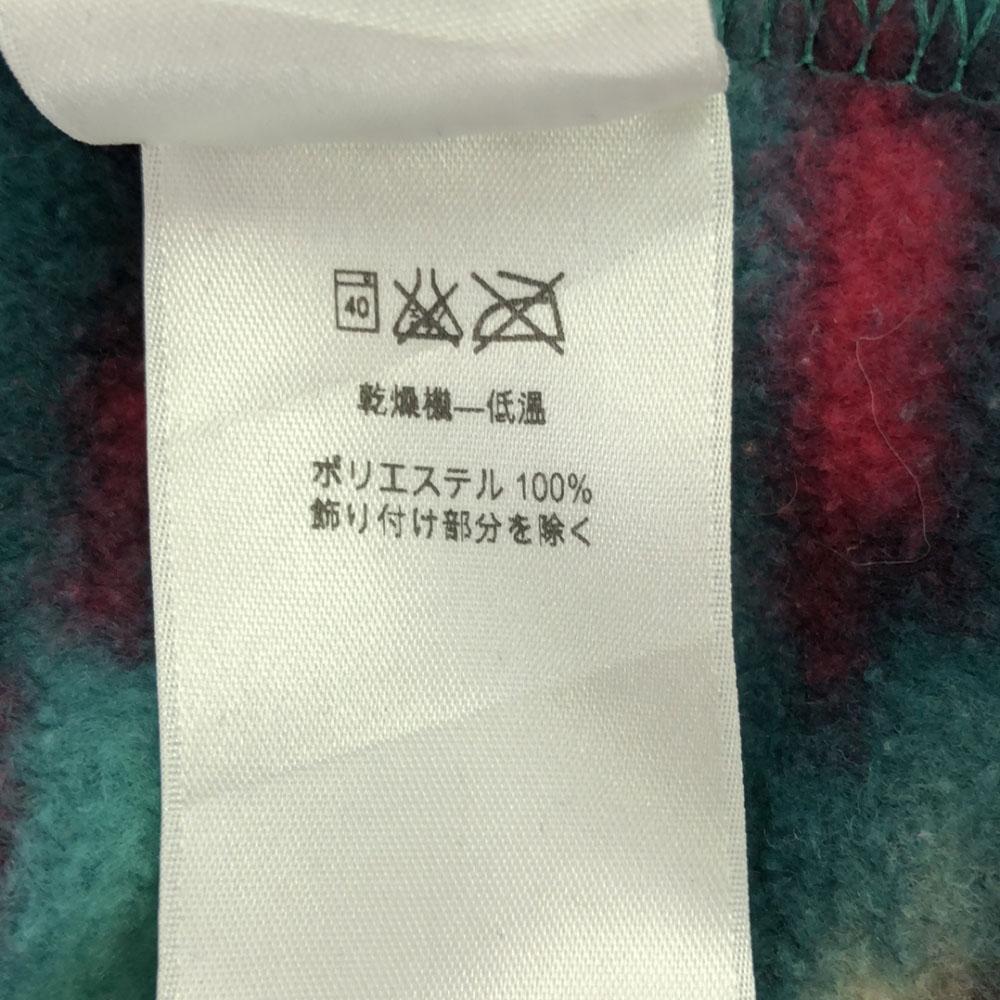 40
乾燥機—低温
ポリエステル 100%
飾り付け部分を除く